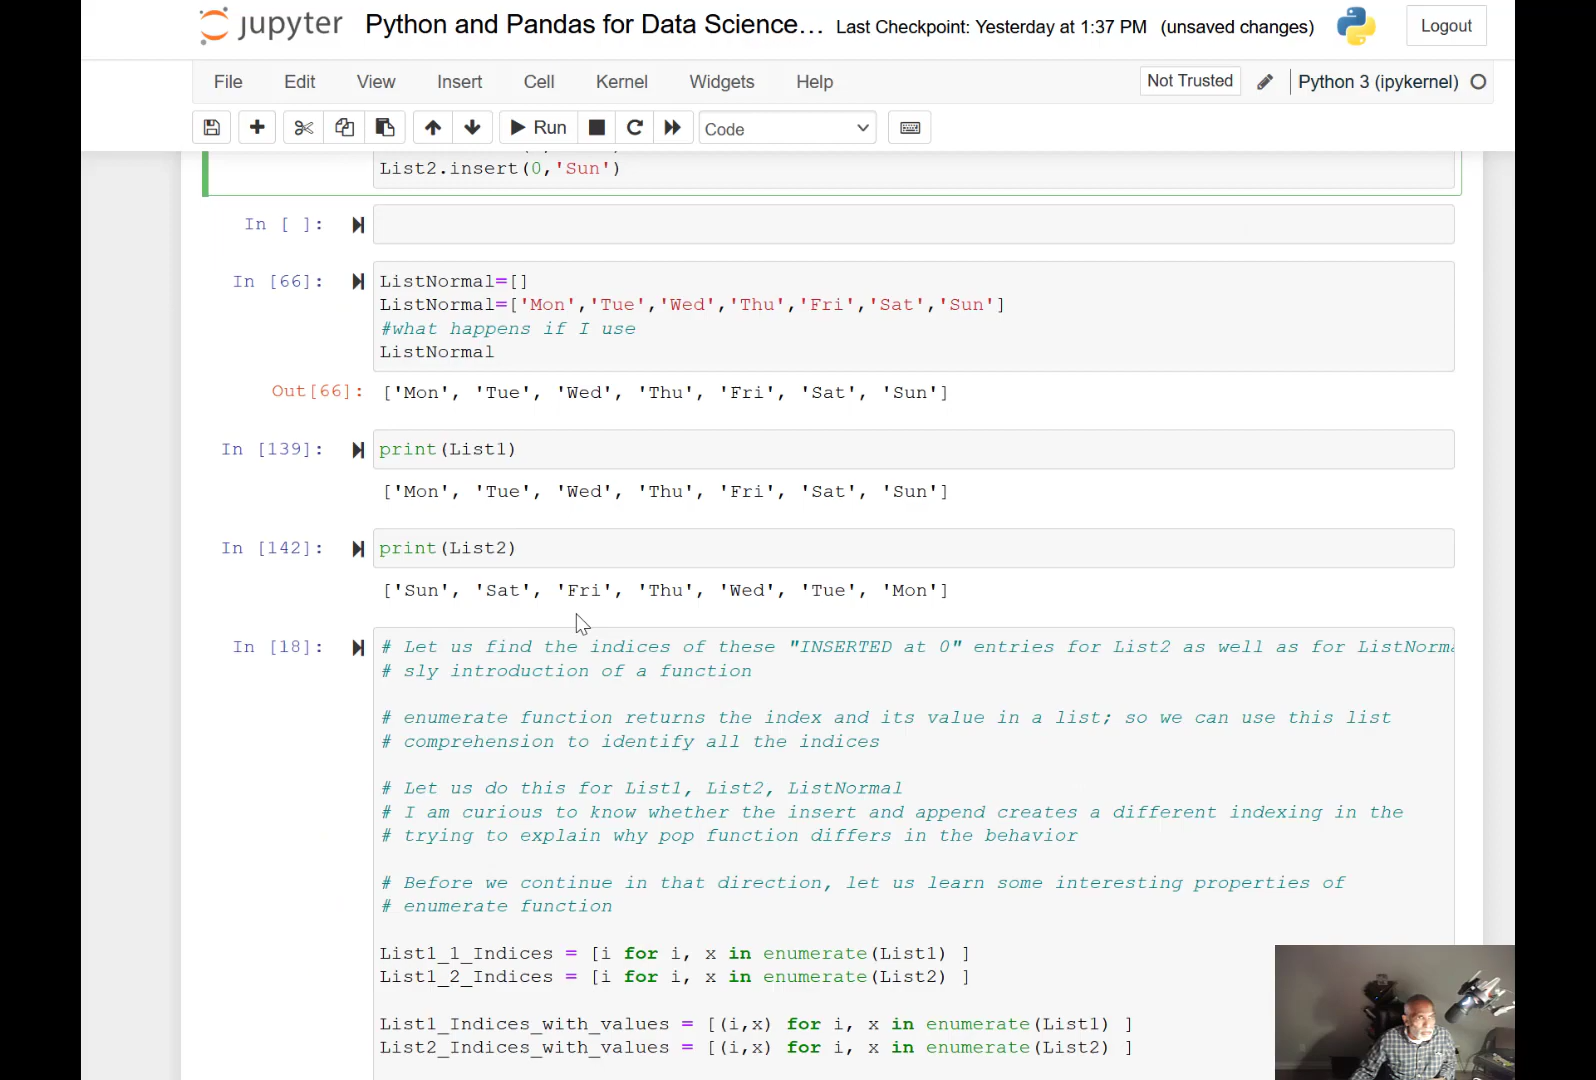 jupyter Python and Pandas for Data Science... Last Checkpoint: Yesterday at 1:37 PM (unsaved changes) Logout
File Edit View Insert Cell Kernel Widgets Help Not Trusted Python 3 (ipykernel)
Run Code
List2.insert(0,'Sun')
In [ ]:
In [66]: ListNormal=[]
ListNormal=['Mon','Tue','Wed','Thu','Fri','Sat','Sun']
#what happens if I use
ListNormal
Out[66]: ['Mon', 'Tue', 'Wed', 'Thu', 'Fri', 'Sat', 'Sun']
In [139]: print(List1)
['Mon', 'Tue', 'Wed', 'Thu', 'Fri', 'Sat', 'Sun']
In [142]: print(List2)
['Sun', 'Sat', 'Fri', 'Thu', 'Wed', 'Tue', 'Mon']
In [18]: # Let us find the indices of these "INSERTED at 0" entries for List2 as well as for ListNorma
# sly introduction of a function
# enumerate function returns the index and its value in a list; so we can use this list
# comprehension to identify all the indices
# Let us do this for List1, List2, ListNormal
# I am curious to know whether the insert and append creates a different indexing in the
# trying to explain why pop function differs in the behavior
# Before we continue in that direction, let us learn some interesting properties of
# enumerate function
List1_1_Indices = [i for i, x in enumerate(List1) ]
List1_2_Indices = [i for i, x in enumerate(List2) ]
List1_Indices_with_values = [(i,x) for i, x in enumerate(List1) ]
List2_Indices_with_values = [(i,x) for i, x in enumerate(List2) ]